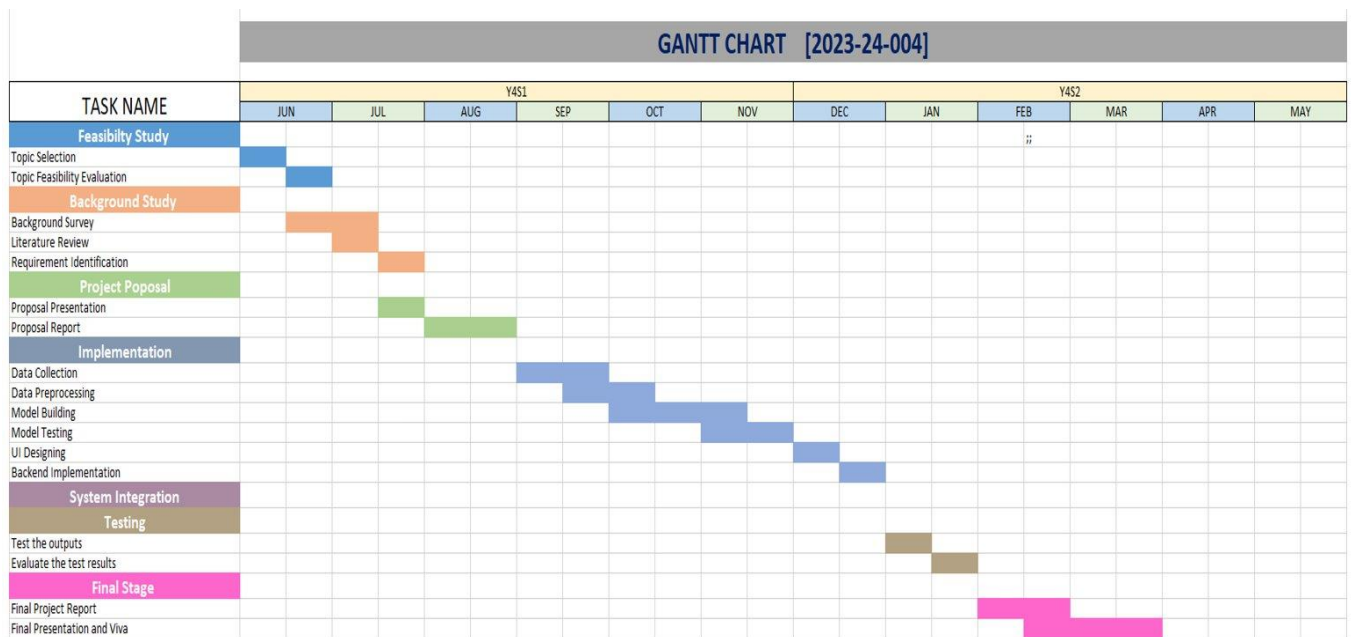 GANTT CHART [2023-24-004]
TASK NAME
Y4S1 Y4S2
JUN JUL AUG SEP OCT NOV DEC JAN FEB MAR APR MAY
Feasibilty Study
;;
Topic Selection
Topic Feasibility Evaluation
Background Study
Background Survey
Literature Review
Requirement Identification
Project Poposal
Proposal Presentation
Proposal Report
Implementation
Data Collection
Data Preprocessing
Model Building
Model Testing
UI Designing
Backend Implementation
System Integration
Testing
Test the outputs
Evaluate the test results
Final Stage
Final Project Report
Final Presentation and Viva